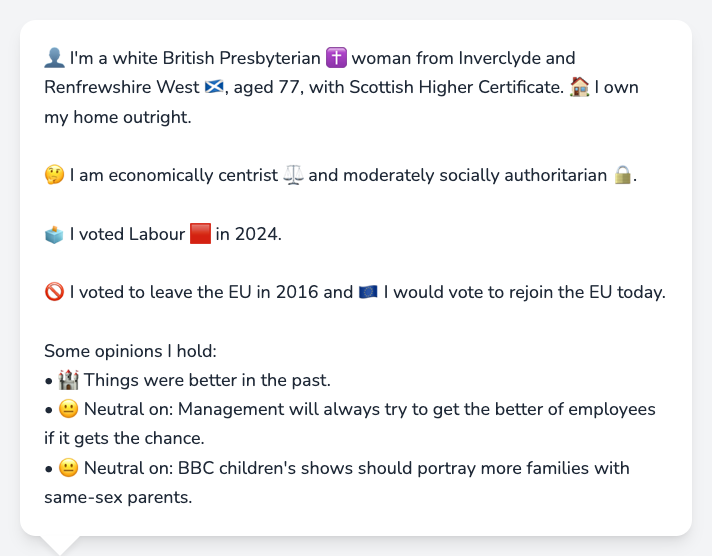 👤 I'm a white British Presbyterian ✝️ woman from Inverclyde and
Renfrewshire West 🏴󠁧󠁢󠁳󠁣󠁴󠁿, aged 77, with Scottish Higher Certificate. 🏠 I own
my home outright.
🤔 I am economically centrist ⚖️ and moderately socially authoritarian 🔒.
🗳️ I voted Labour 🟥 in 2024.
🚫 I voted to leave the EU in 2016 and 🇪🇺 I would vote to rejoin the EU today.
Some opinions I hold:
• 🏰 Things were better in the past.
• 😐 Neutral on: Management will always try to get the better of employees
if it gets the chance.
• 😐 Neutral on: BBC children's shows should portray more families with
same-sex parents.